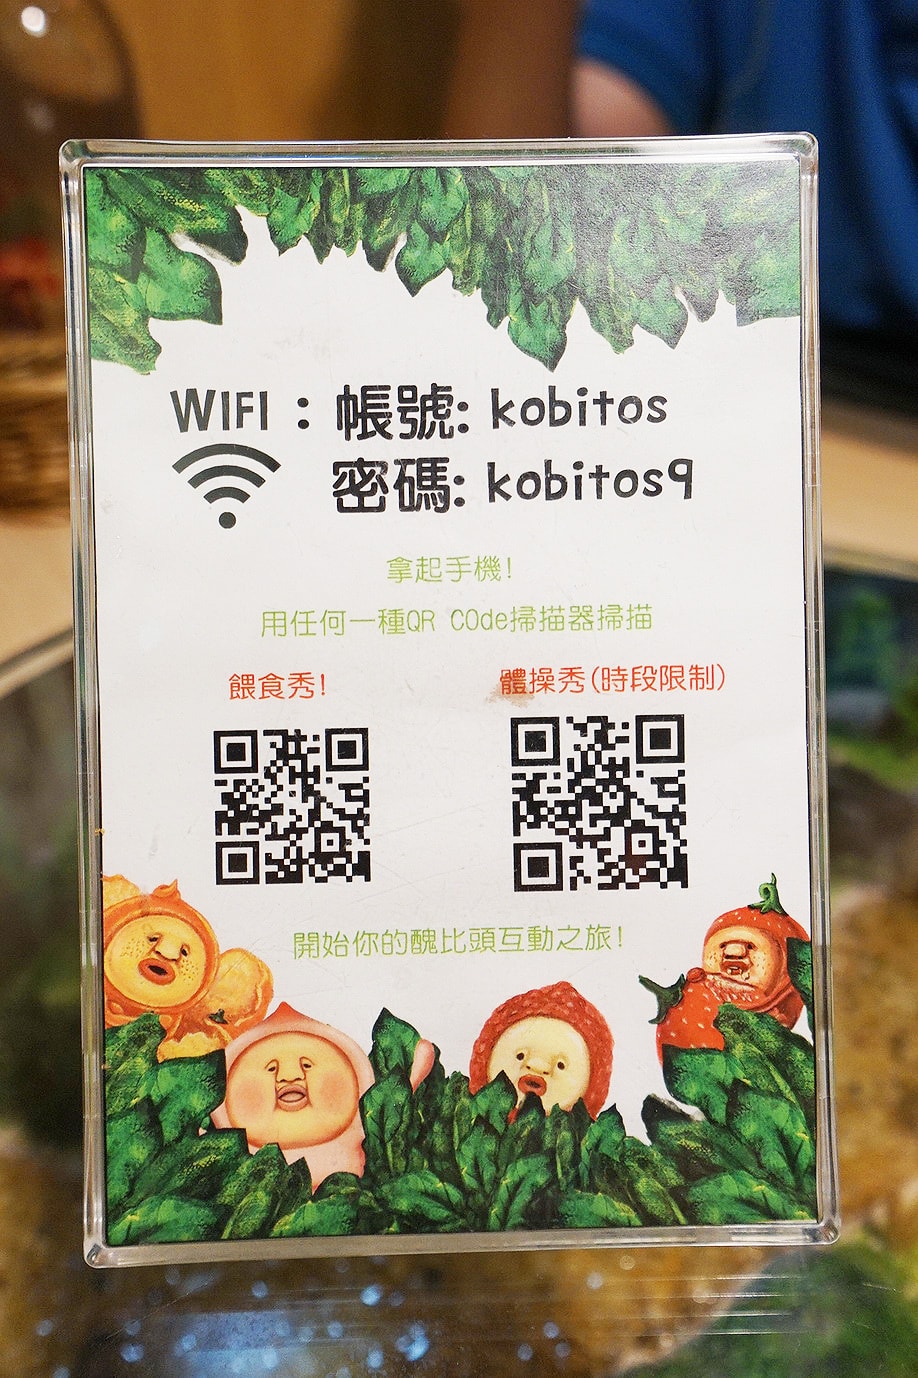 WIFI：帳號: kobitos
密碼: kobitos9
拿起手機!
用任何一種QR COde掃描器掃描
餵食秀!
體操秀(時段限制)
開始你的醜比頭互動之旅!